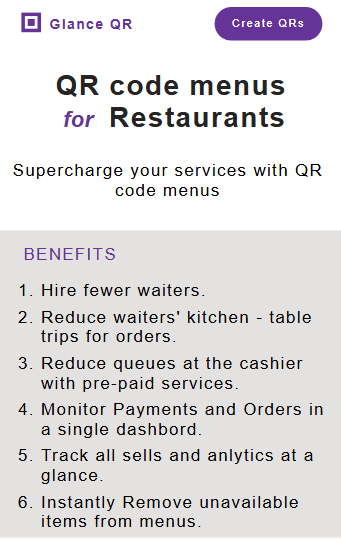 Glance QR
Create QRs
QR code menus
for Restaurants
Supercharge your services with QR
code menus
BENEFITS
1. Hire fewer waiters.
2. Reduce waiters' kitchen - table
trips for orders.
3. Reduce queues at the cashier
with pre-paid services.
4. Monitor Payments and Orders in
a single dashbord.
5. Track all sells and anlytics at a
glance.
6. Instantly Remove unavailable
items from menus.